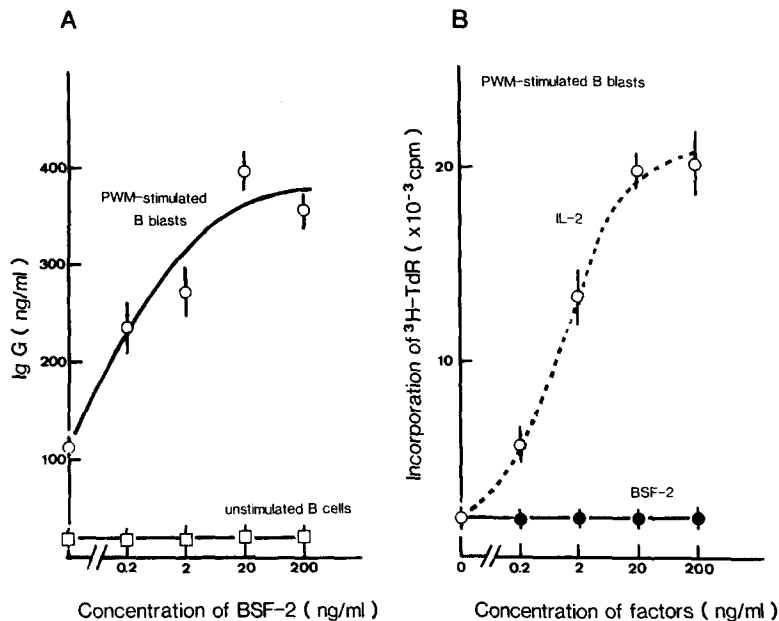 A
400
300
200
100
Ig G ( ng/ml )
PWM-stimulated
B blasts
unstimulated B cells
0 0.2 2 20 200
Concentration of BSF-2 ( ng/ml )
B
PWM-stimulated B blasts
20
10
Incorporation of ³H-TdR ( x10⁻³ cpm )
IL-2
BSF-2
0 0.2 2 20 200
Concentration of factors ( ng/ml )